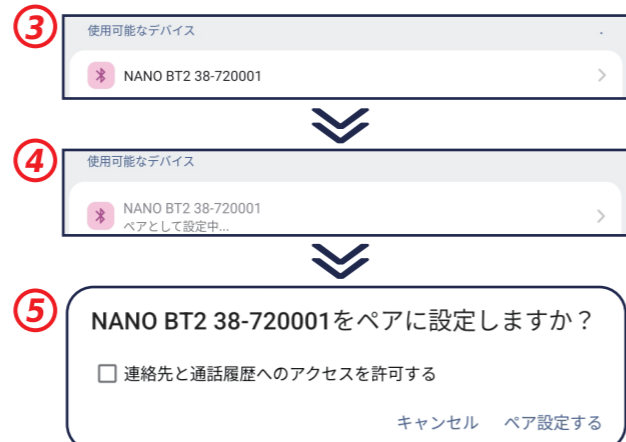 ③
使用可能なデバイス
NANO BT2 38-720001
④
使用可能なデバイス
NANO BT2 38-720001
ペアとして設定中...
⑤
NANO BT2 38-720001をペアに設定しますか？
連絡先と通話履歴へのアクセスを許可する
キャンセル ペア設定する